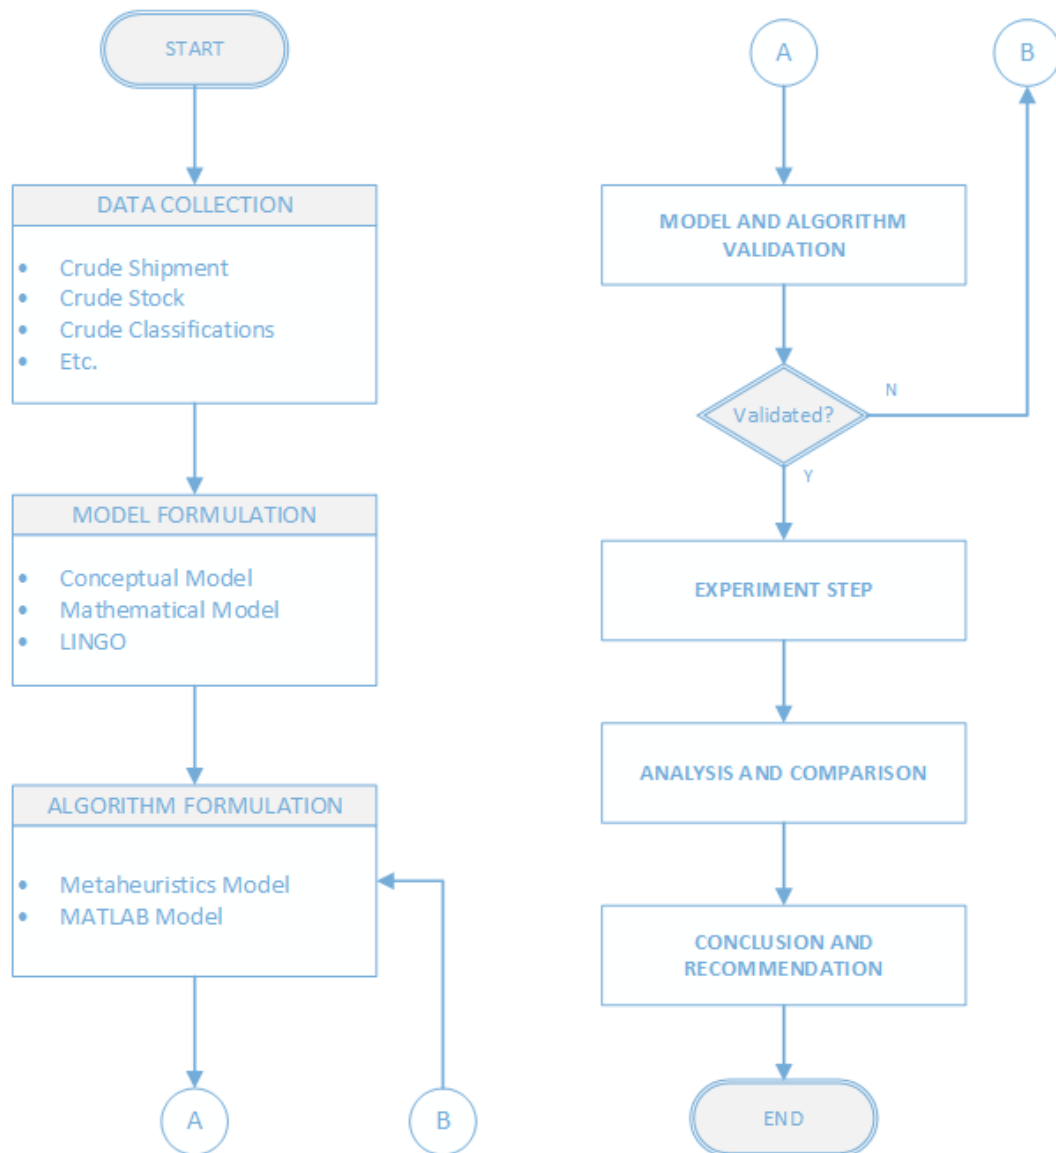 START
DATA COLLECTION
• Crude Shipment
• Crude Stock
• Crude Classifications
• Etc.
MODEL FORMULATION
• Conceptual Model
• Mathematical Model
• LINGO
ALGORITHM FORMULATION
• Metaheuristics Model
• MATLAB Model
A
B
A
B
MODEL AND ALGORITHM
VALIDATION
Validated?
N
Y
EXPERIMENT STEP
ANALYSIS AND COMPARISON
CONCLUSION AND
RECOMMENDATION
END